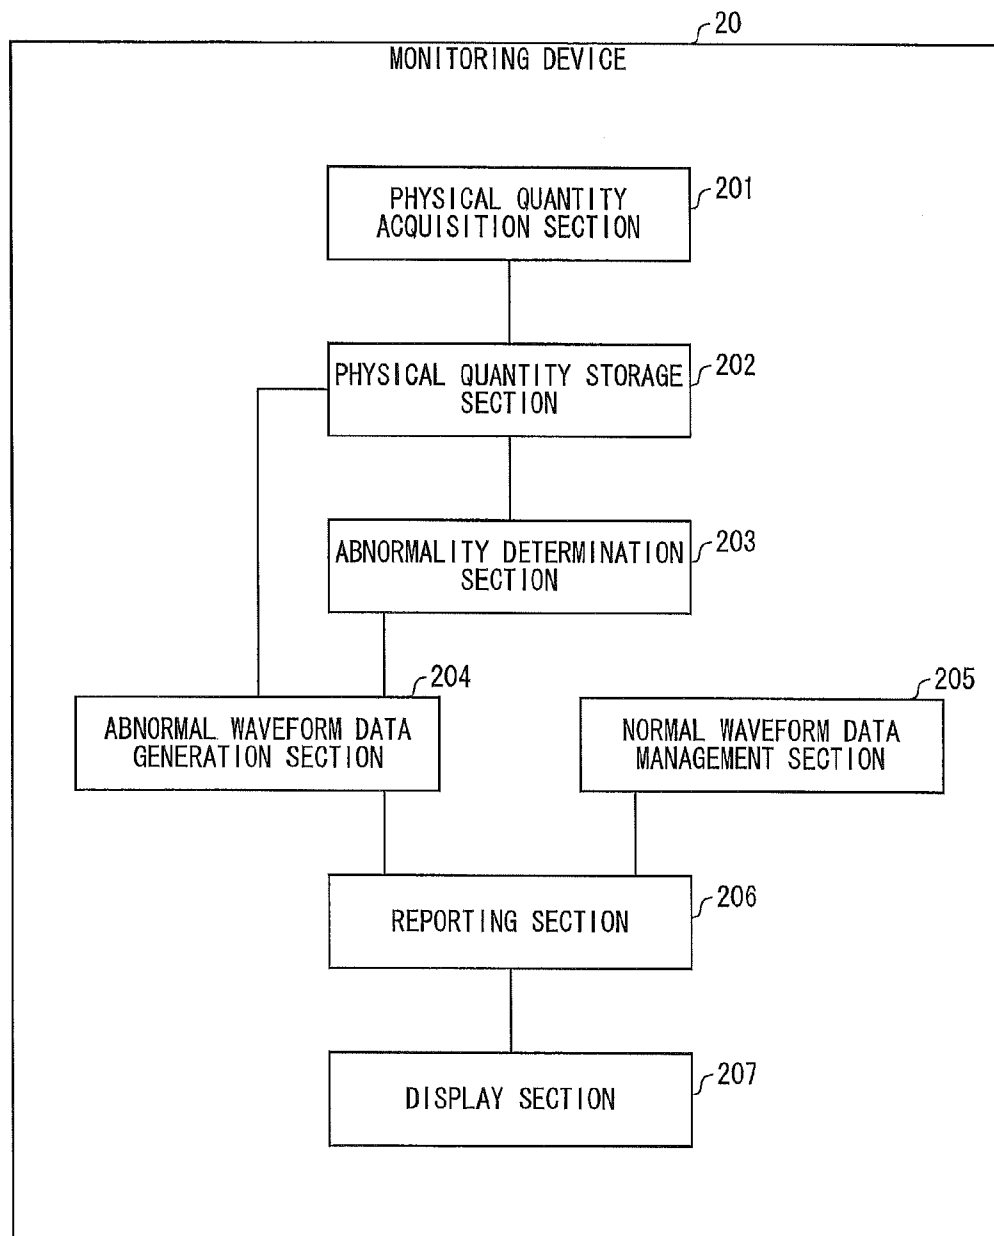 20
MONITORING DEVICE
PHYSICAL QUANTITY
ACQUISITION SECTION
201
PHYSICAL QUANTITY STORAGE
SECTION
202
ABNORMALITY DETERMINATION
SECTION
203
ABNORMAL WAVEFORM DATA
GENERATION SECTION
204
NORMAL WAVEFORM DATA
MANAGEMENT SECTION
205
REPORTING SECTION
206
DISPLAY SECTION
207